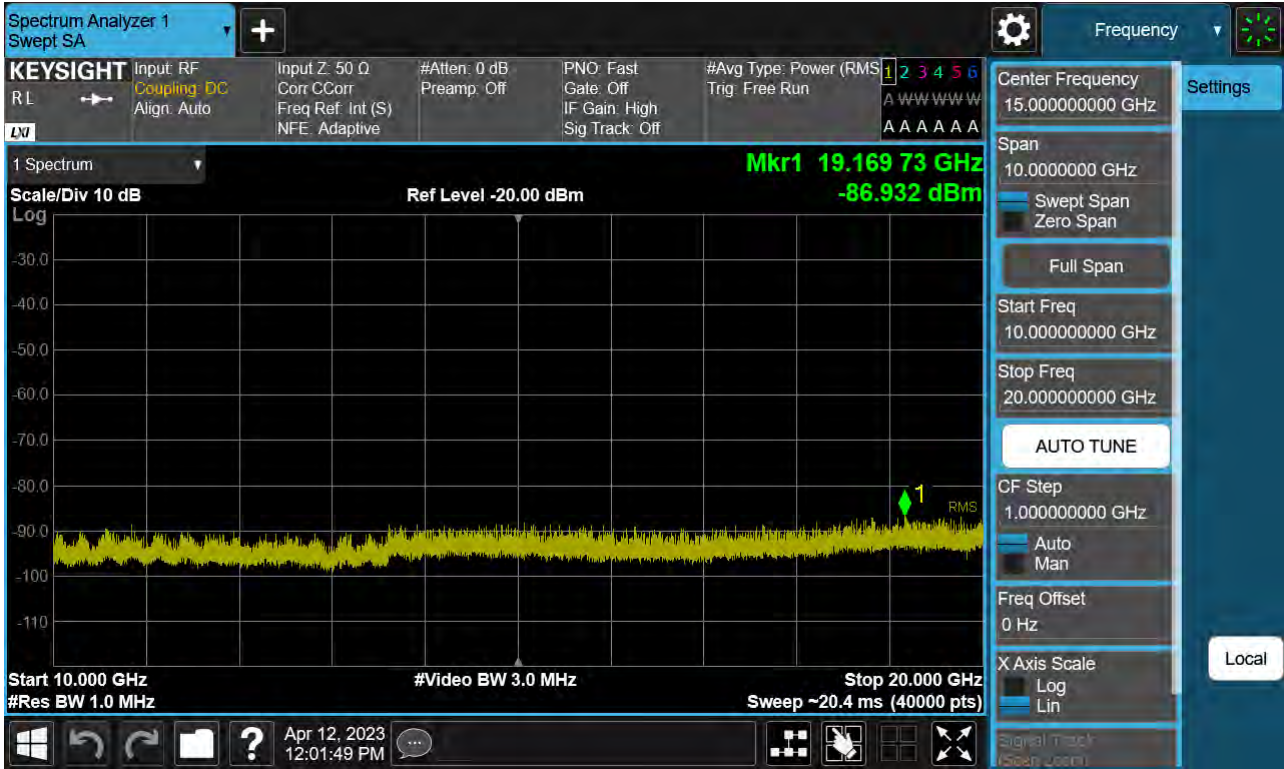 Spectrum Analyzer 1
Swept SA
+
Frequency
KEYSIGHT
R L
LXI
Input: RF
Coupling: DC
Align: Auto
Input Z: 50 Ω
Corr CCorr
Freq Ref: Int (S)
NFE: Adaptive
#Atten: 0 dB
Preamp: Off
PNO: Fast
Gate: Off
IF Gain: High
Sig Track: Off
#Avg Type: Power (RMS
Trig: Free Run
1 2 3 4 5 6
A W W W W W
A A A A A A
1 Spectrum
Mkr1 19.169 73 GHz
Scale/Div 10 dB
Ref Level -20.00 dBm
-86.932 dBm
Log
-30.0
-40.0
-50.0
-60.0
-70.0
-80.0
-90.0
-100
-110
1
RMS
Start 10.000 GHz
#Video BW 3.0 MHz
Stop 20.000 GHz
#Res BW 1.0 MHz
Sweep ~20.4 ms (40000 pts)
Center Frequency
15.000000000 GHz
Span
10.0000000 GHz
Swept Span
Zero Span
Full Span
Start Freq
10.000000000 GHz
Stop Freq
20.000000000 GHz
AUTO TUNE
CF Step
1.000000000 GHz
Auto
Man
Freq Offset
0 Hz
X Axis Scale
Log
Lin
Signal Track
(Span Zoom)
Settings
Local
?
Apr 12, 2023
12:01:49 PM